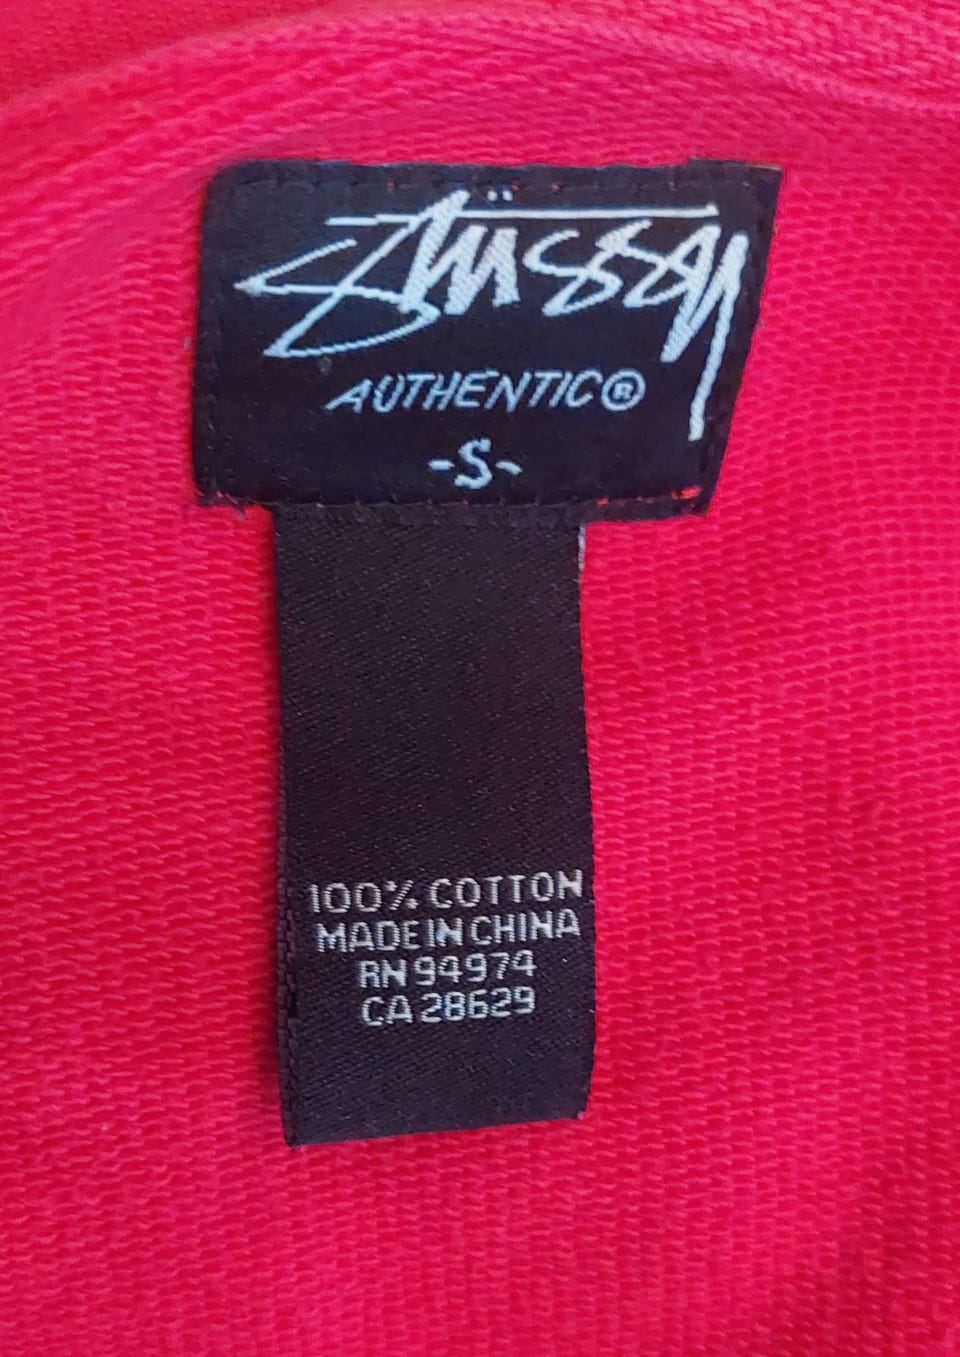 Stüssy
AUTHENTIC®
-S-
100% COTTON
MADE IN CHINA
RN 94974
CA 28629